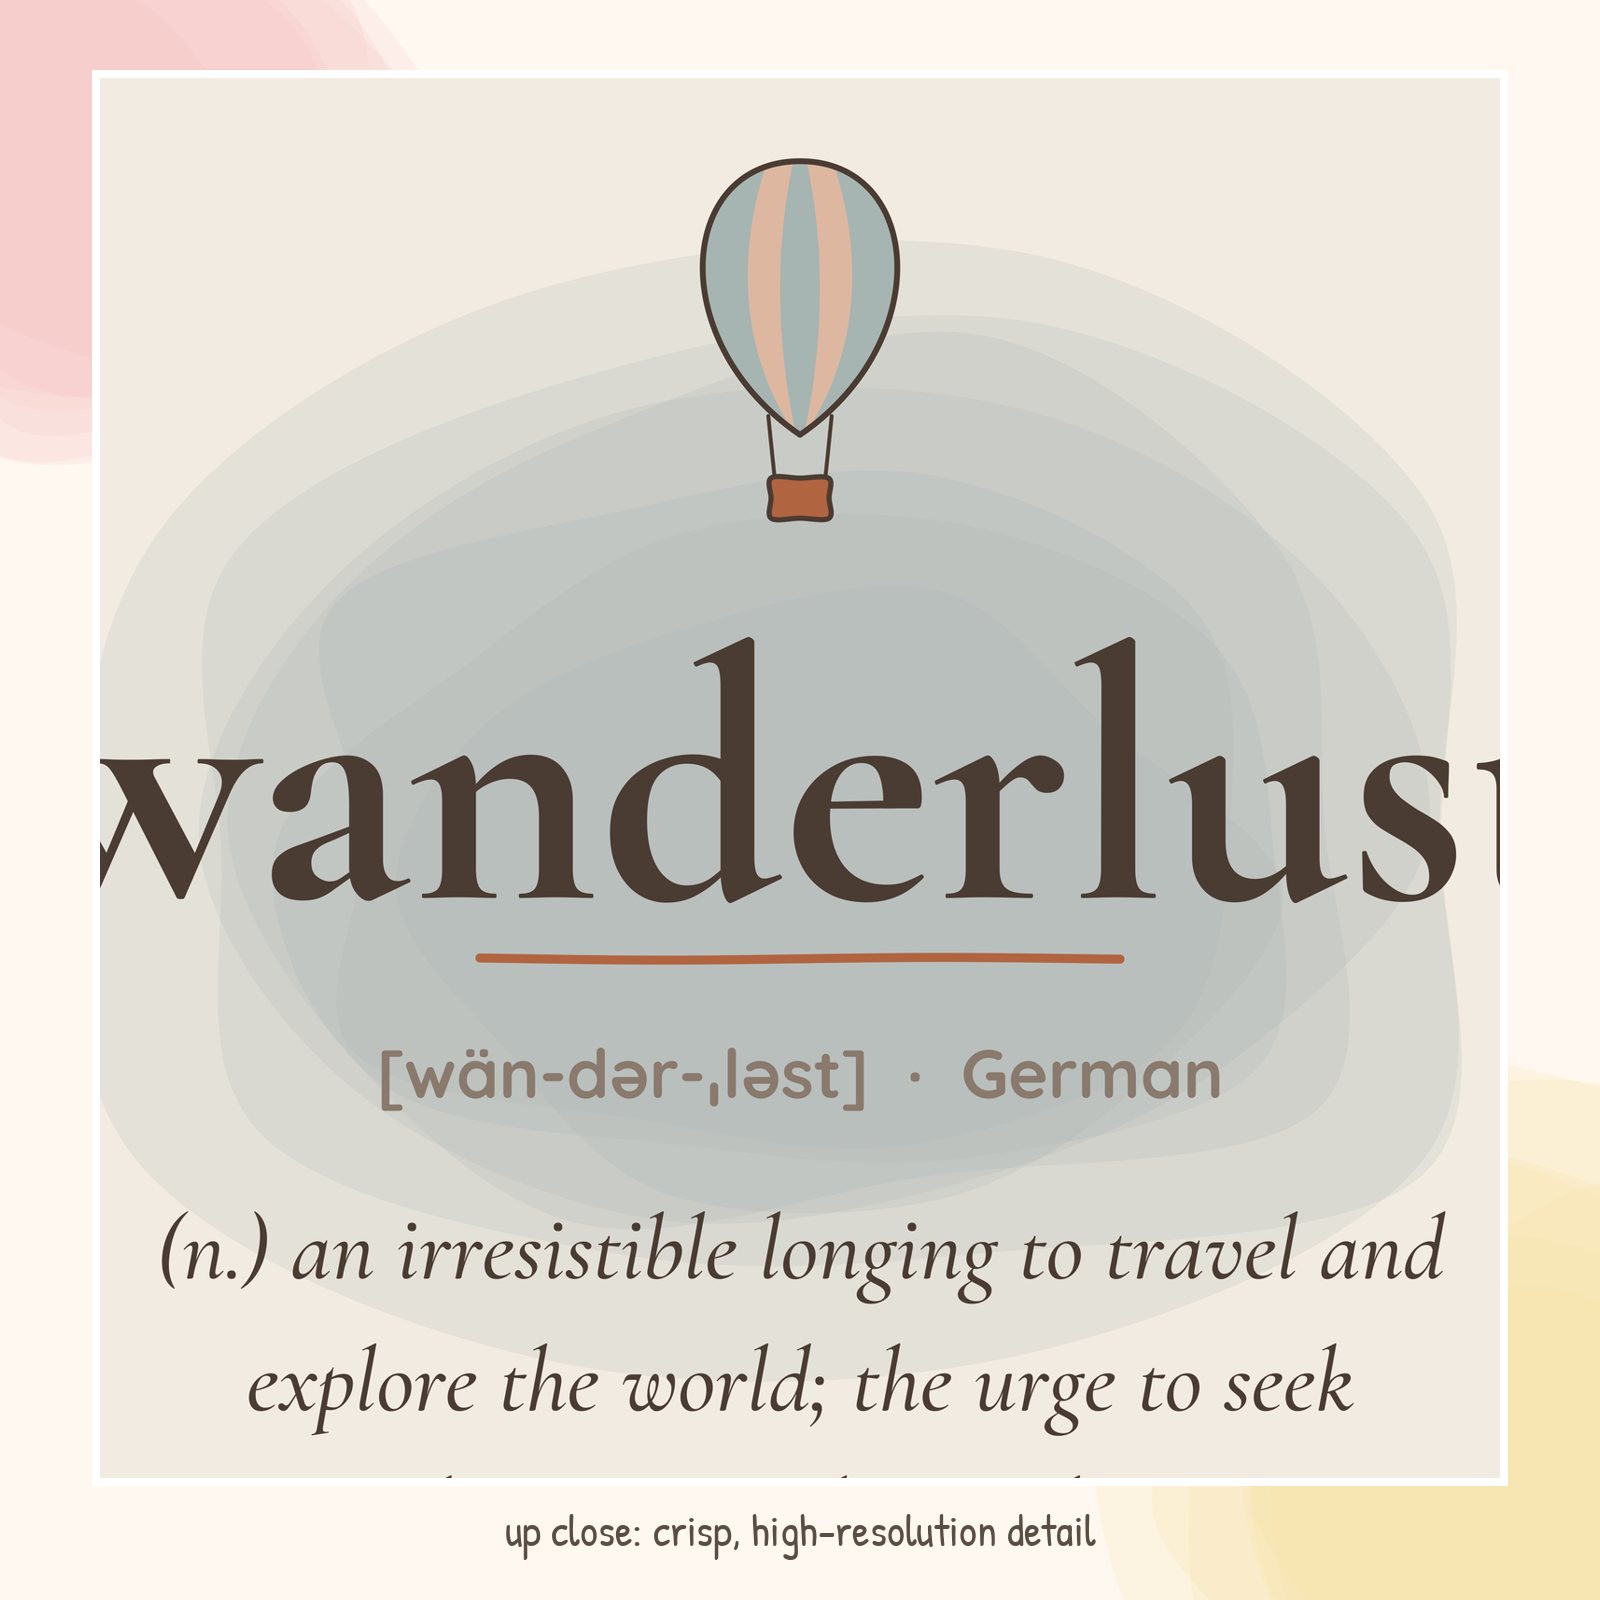 wanderlust
[wän-dər-ˌləst] · German
(n.) an irresistible longing to travel and
explore the world; the urge to seek
up close: crisp, high-resolution detail